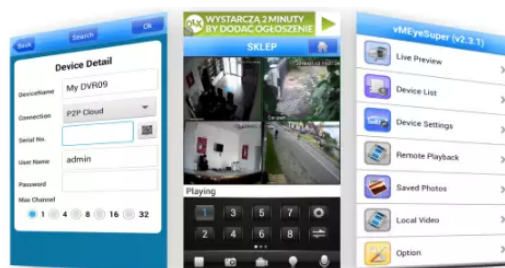 Back
Search
Ok
Device Detail
DeviceName
My DVR09
Connection
P2P Cloud
Serial No.
User Name
admin
Password
Max Channel
1 4 8 16 32
OLX
WYSTARCZĄ 2 MINUTY
BY DODAĆ OGŁOSZENIE
SKLEP
Playing
1 3 5 7
2 4 6 8
vMEyeSuper (v2.3.1)
Live Preview
Device List
Device Settings
Remote Playback
Saved Photos
Local Video
Option